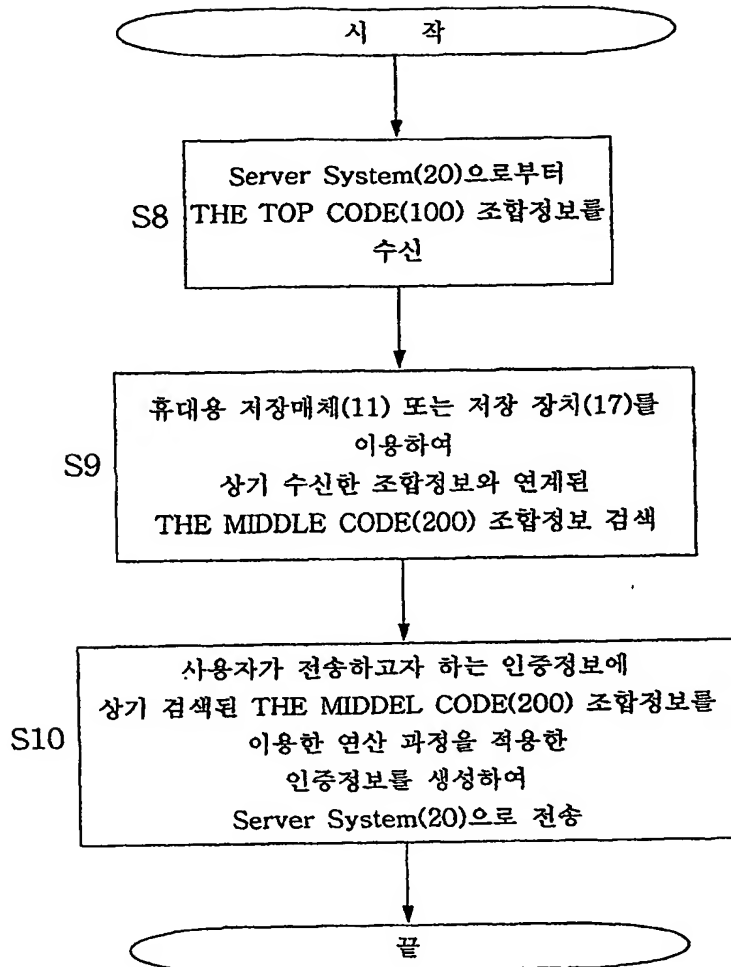 시 작
Server System(20)으로부터
S8
THE TOP CODE(100) 조합정보를
수신
휴대용 저장매체(11) 또는 저장 장치(17)를
이용하여
S9
상기 수신한 조합정보와 연계된
THE MIDDLE CODE(200) 조합정보 검색
사용자가 전송하고자 하는 인증정보에
상기 검색된 THE MIDDEL CODE(200) 조합정보를
S10
이용한 연산 과정을 적용한
인증정보를 생성하여
Server System(20)으로 전송
끝